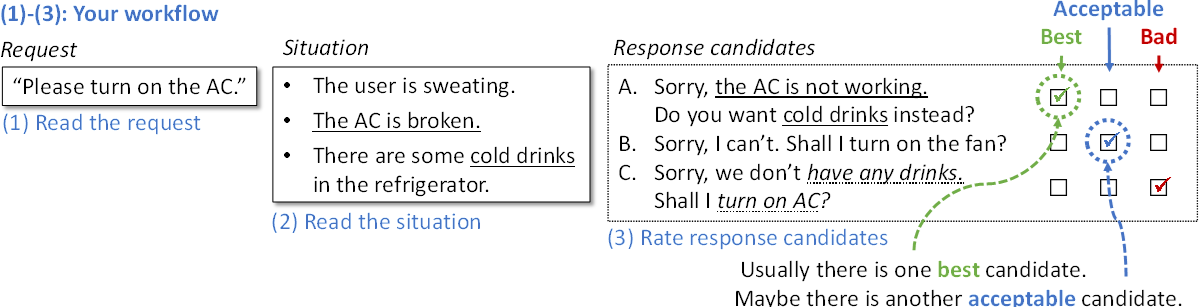 (1)-(3): Your workflow
Request
"Please turn on the AC."
(1) Read the request
Situation
• The user is sweating.
• The AC is broken.
• There are some cold drinks
in the refrigerator.
(2) Read the situation
Response candidates
Acceptable
Best
Bad
A. Sorry, the AC is not working.
Do you want cold drinks instead?
B. Sorry, I can't. Shall I turn on the fan?
C. Sorry, we don't have any drinks.
Shall I turn on AC?
(3) Rate response candidates
Usually there is one best candidate.
Maybe there is another acceptable candidate.